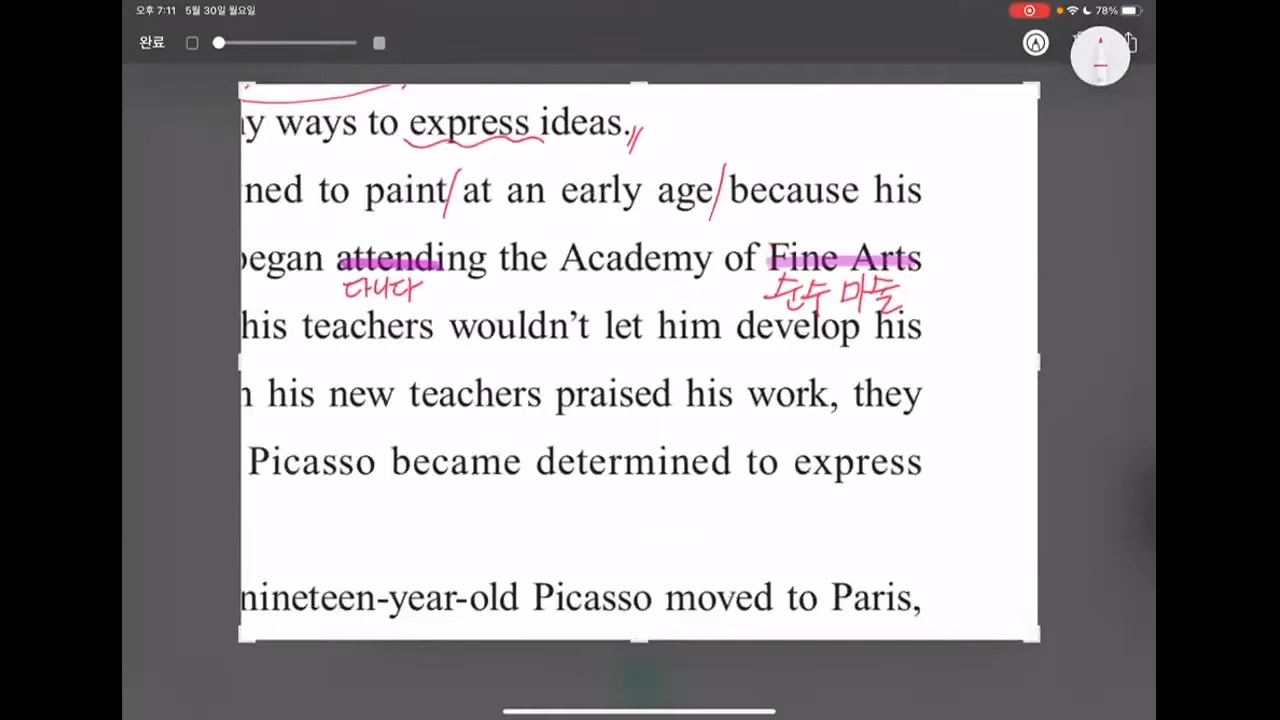 오후 7:11 5월 30일 월요일
78%
완료
ways to express ideas.
to paint/at an early age/because his
attending the Academy of Fine Arts
다니다 순수 미술
his teachers wouldn't let him develop his
his new teachers praised his work, they
Picasso became determined to express
nineteen-year-old Picasso moved to Paris,